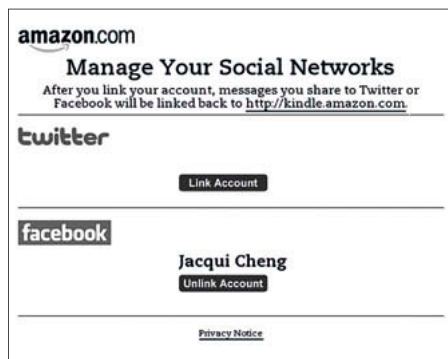 amazon.com
Manage Your Social Networks
After you link your account, messages you share to Twitter or
Facebook will be linked back to http://kindle.amazon.com.
twitter
Link Account
facebook
Jacqui Cheng
Unlink Account
Privacy Notice